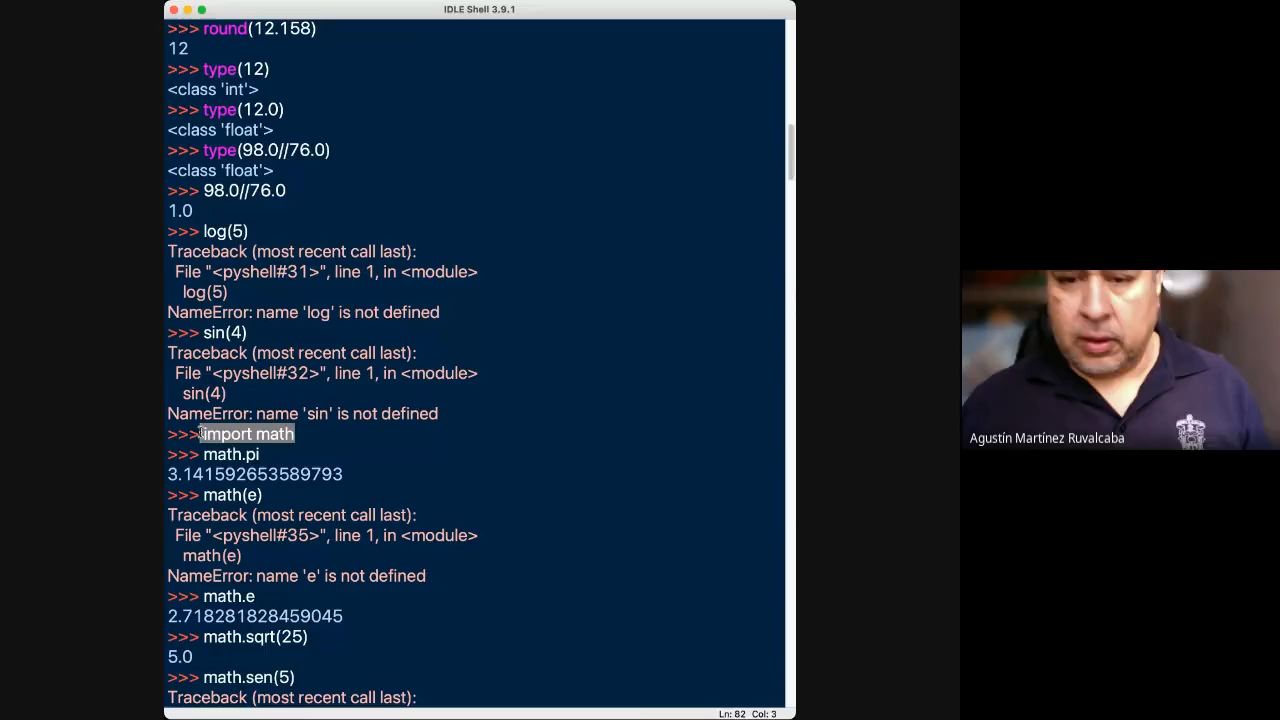 IDLE Shell 3.9.1
>>> round(12.158)
12
>>> type(12)
<class 'int'>
>>> type(12.0)
<class 'float'>
>>> type(98.0//76.0)
<class 'float'>
>>> 98.0//76.0
1.0
>>> log(5)
Traceback (most recent call last):
File "<pyshell#31>", line 1, in <module>
log(5)
NameError: name 'log' is not defined
>>> sin(4)
Traceback (most recent call last):
File "<pyshell#32>", line 1, in <module>
sin(4)
NameError: name 'sin' is not defined
>>> import math
>>> math.pi
3.141592653589793
>>> math(e)
Traceback (most recent call last):
File "<pyshell#35>", line 1, in <module>
math(e)
NameError: name 'e' is not defined
>>> math.e
2.718281828459045
>>> math.sqrt(25)
5.0
>>> math.sen(5)
Traceback (most recent call last):
Ln: 82 Col: 3
Agustín Martínez Ruvalcaba